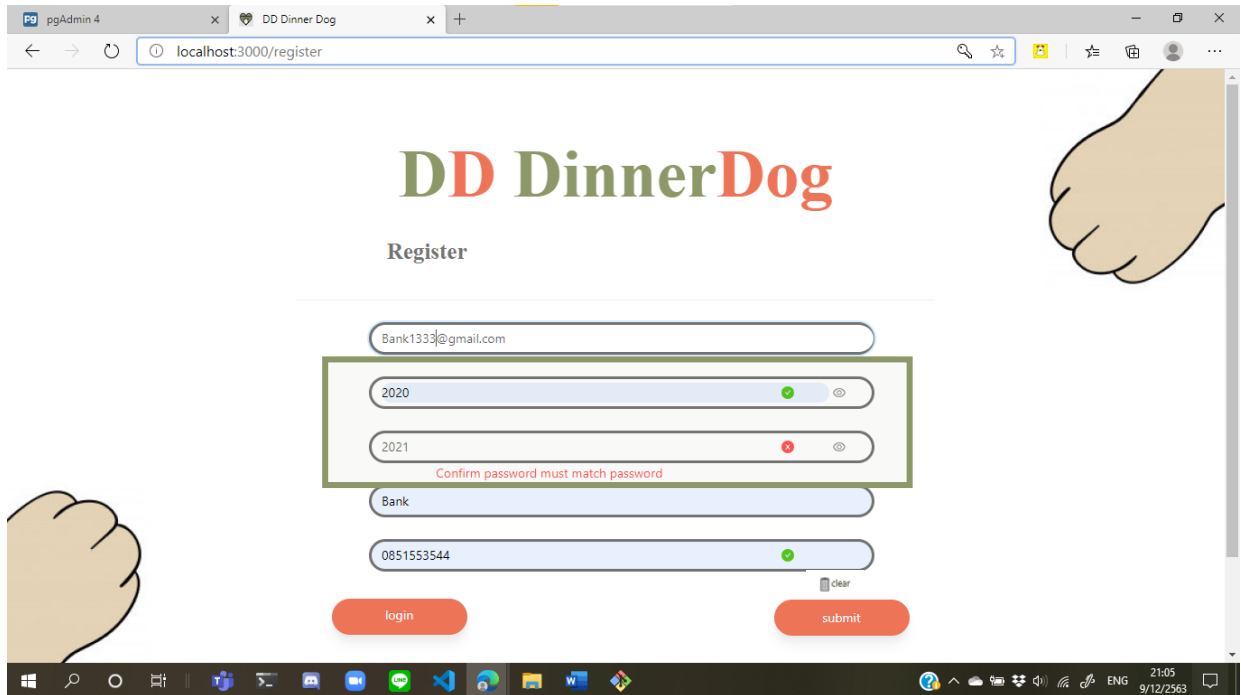 pgAdmin 4
DD Dinner Dog
localhost:3000/register
DD DinnerDog
Register
Bank1333@gmail.com
2020
2021
Confirm password must match password
Bank
0851553544
clear
login
submit
ENG
21:05
9/12/2563